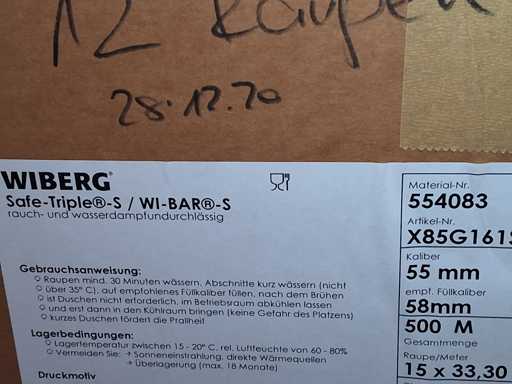 12 Raupen
28.12.20
WIBERG®
Safe-Triple®-S / WI-BAR®-S
rauch- und wasserdampfundurchlässig
Gebrauchsanweisung:
○ Raupen mind. 30 Minuten wässern, Abschnitte kurz wässern (nicht
○ über 35° C), auf empfohlenes Füllkaliber füllen, nach dem Brühen
○ ist Duschen nicht erforderlich, im Betriebsraum abkühlen lassen
○ und erst dann in den Kühlraum bringen (keine Gefahr des Platzens)
○ kurzes Duschen fördert die Prallheit
Lagerbedingungen:
○ Lagertemperatur zwischen 15 - 20° C, rel. Luftfeuchte von 60 - 80%
○ Vermeiden Sie: → Sonneneinstrahlung, direkte Wärmequellen
→ Überlagerung (max. 18 Monate)
Druckmotiv
Material-Nr.
554083
Artikel-Nr.
X85G161S
Kaliber
55 mm
empf. Füllkaliber
58mm
500 M
Gesamtmenge
Raupe/Meter
15 x 33,30